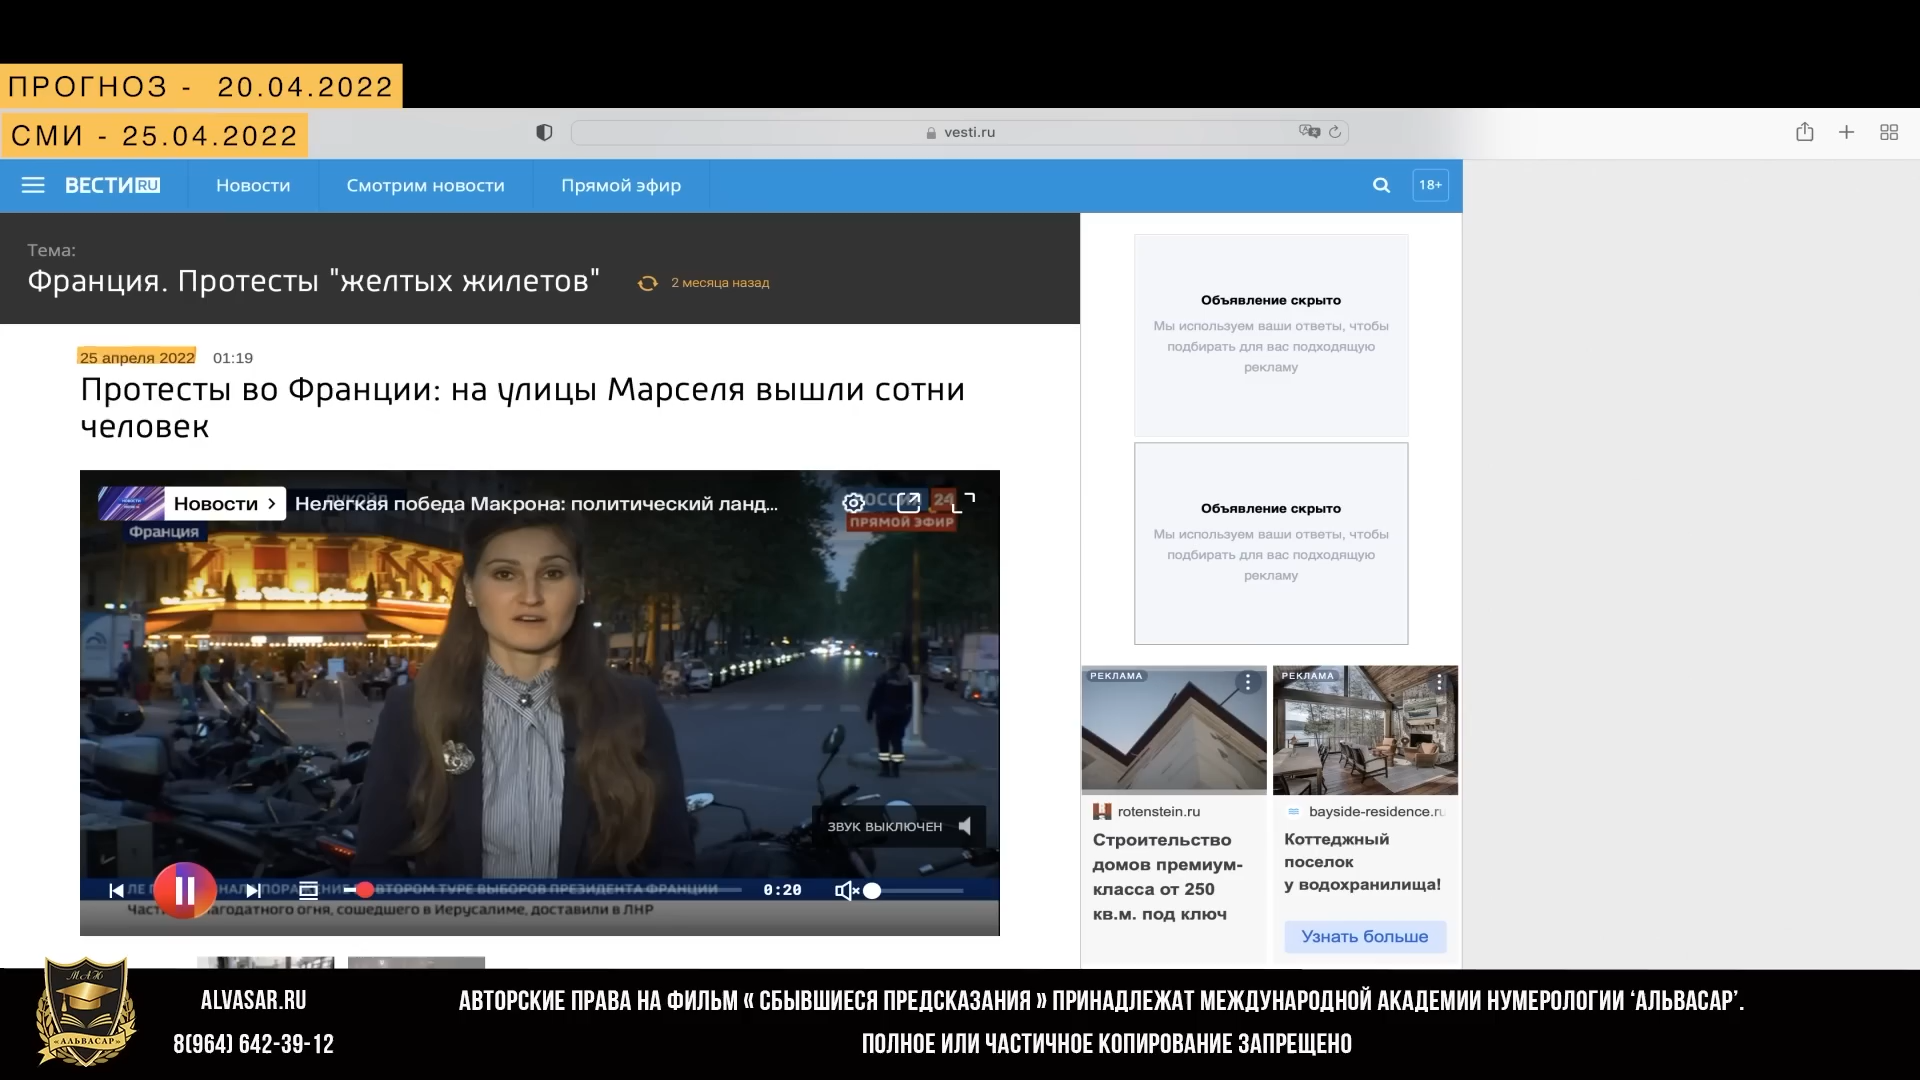 ПРОГНОЗ - 20.04.2022
СМИ - 25.04.2022
vesti.ru
ВЕСТИ RU
Новости
Смотрим новости
Прямой эфир
18+
Тема:
Франция. Протесты "желтых жилетов"
2 месяца назад
25 апреля 2022 01:19
Протесты во Франции: на улицы Марселя вышли сотни
человек
Новости >
Нелегкая победа Макрона: политический ланд...
РОССИЯ 24
ПРЯМОЙ ЭФИР
Франция
ЗВУК ВЫКЛЮЧЕН
ВТОРОМ ТУРЕ ВЫБОРОВ ПРЕЗИДЕНТА ФРАНЦИИ
0:20
огня, сошедшего в Иерусалиме, доставили в ЛНР
Объявление скрыто
Мы используем ваши ответы, чтобы
подбирать для вас подходящую
рекламу
Объявление скрыто
Мы используем ваши ответы, чтобы
подбирать для вас подходящую
рекламу
РЕКЛАМА
rotenstein.ru
Строительство
домов премиум-
класса от 250
кв.м. под ключ
РЕКЛАМА
bayside-residence.ru
Коттеджный
поселок
у водохранилища!
Узнать больше
МАН
«АЛЬВАСАР»
ALVASAR.RU
8(964) 642-39-12
АВТОРСКИЕ ПРАВА НА ФИЛЬМ « СБЫВШИЕСЯ ПРЕДСКАЗАНИЯ » ПРИНАДЛЕЖАТ МЕЖДУНАРОДНОЙ АКАДЕМИИ НУМЕРОЛОГИИ ‘АЛЬВАСАР’.
ПОЛНОЕ ИЛИ ЧАСТИЧНОЕ КОПИРОВАНИЕ ЗАПРЕЩЕНО